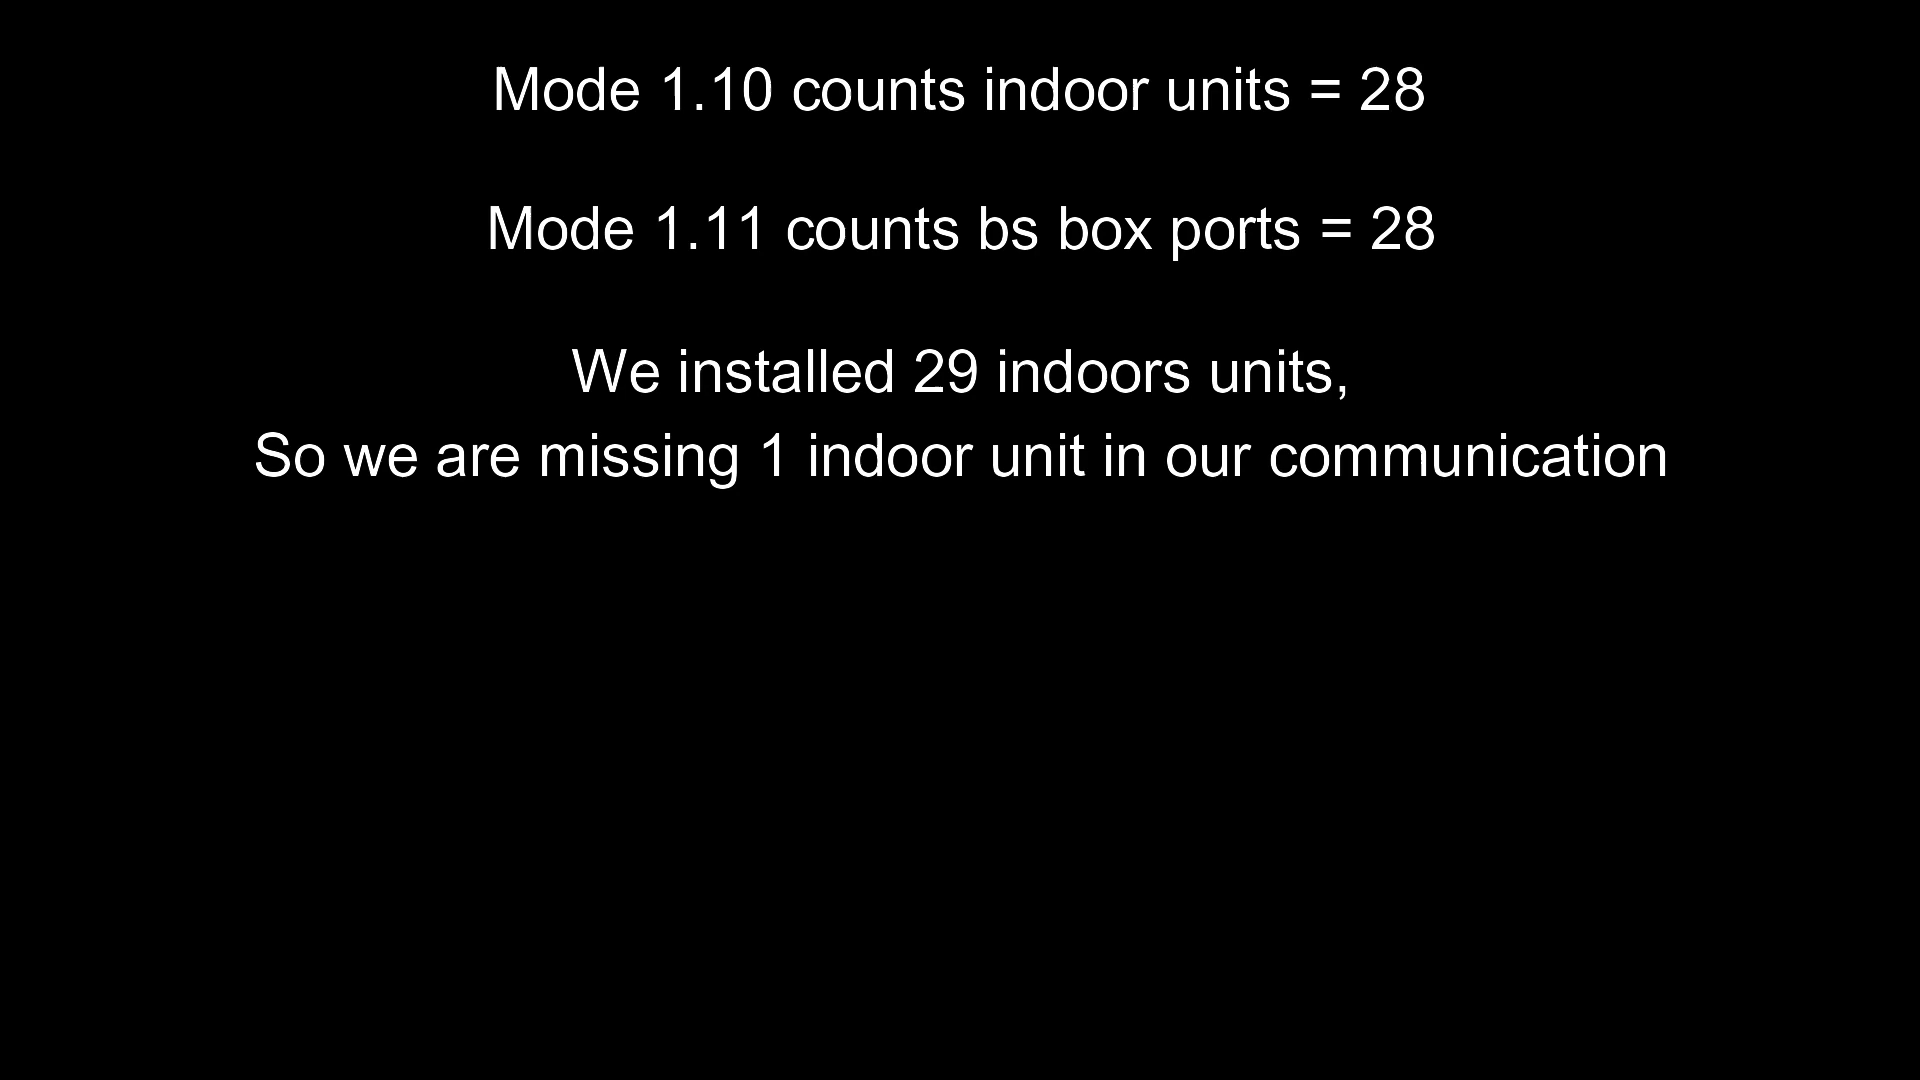 Mode 1.10 counts indoor units = 28
Mode 1.11 counts bs box ports = 28
We installed 29 indoors units,
So we are missing 1 indoor unit in our communication